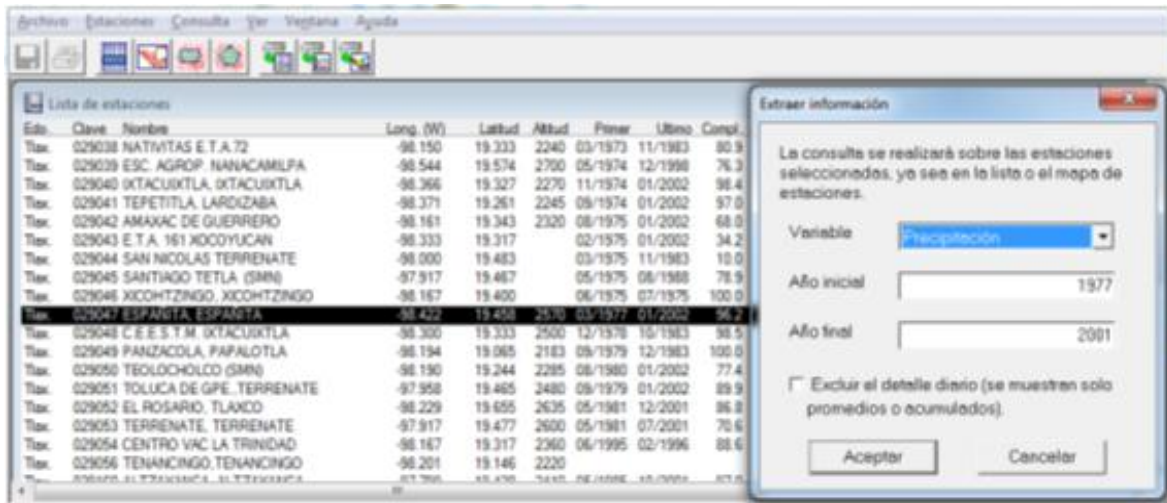 Archivo Estaciones Consulta Ver Ventana Ayuda
Lista de estaciones
Edo. Clave Nombre Long. (W) Latitud Altitud Primer Ultimo Compl.
Tlax. 029038 NATIVITAS E.T.A.72 -98.150 19.333 2240 03/1973 11/1983 80.9
Tlax. 029039 ESC. AGROP. NANACAMILPA -98.544 19.574 2700 05/1974 12/1998 76.3
Tlax. 029040 IXTACUIXTLA, IXTACUIXTLA -98.366 19.327 2270 11/1974 01/2002 98.4
Tlax. 029041 TEPETITLA, LARDIZABA -98.371 19.261 2245 09/1974 01/2002 97.0
Tlax. 029042 AMAXAC DE GUERRERO -98.161 19.343 2320 08/1975 01/2002 68.0
Tlax. 029043 E.T.A. 161 XOCOYUCAN -98.333 19.317 02/1975 01/2002 34.2
Tlax. 029044 SAN NICOLAS TERRENATE -98.000 19.483 03/1975 11/1983 10.0
Tlax. 029045 SANTIAGO TETLA (SMN) -97.917 19.467 05/1975 08/1988 78.9
Tlax. 029046 XICOHTZINGO, XICOHTZINGO -98.167 19.400 06/1975 07/1975 100.0
Tlax. 029047 ESPAÑITA, ESPAÑITA -98.422 19.458 2570 03/1977 01/2002 96.2
Tlax. 029048 C.E.E.S.T.M. IXTACUIXTLA -98.300 19.333 2500 12/1978 10/1983 98.5
Tlax. 029049 PANZACOLA, PAPALOTLA -98.194 19.065 2183 09/1979 12/1983 100.0
Tlax. 029050 TEOLOCHOLCO (SMN) -98.190 19.244 2285 08/1980 01/2002 77.4
Tlax. 029051 TOLUCA DE GPE.,TERRENATE -97.958 19.465 2480 09/1979 01/2002 89.9
Tlax. 029052 EL ROSARIO, TLAXCO -98.229 19.655 2635 05/1981 12/2001 86.8
Tlax. 029053 TERRENATE, TERRENATE -97.917 19.477 2600 05/1981 07/2001 70.6
Tlax. 029054 CENTRO VAC LA TRINIDAD -98.167 19.317 2360 06/1995 02/1996 88.6
Tlax. 029056 TENANCINGO,TENANCINGO -98.201 19.146 2220
Extraer información
La consulta se realizará sobre las estaciones
seleccionadas, ya sea en la lista o el mapa de
estaciones.
Variable Precipitación
Año inicial 1977
Año final 2001
Excluir el detalle diario (se muestran solo
promedios o acumulados).
Aceptar Cancelar